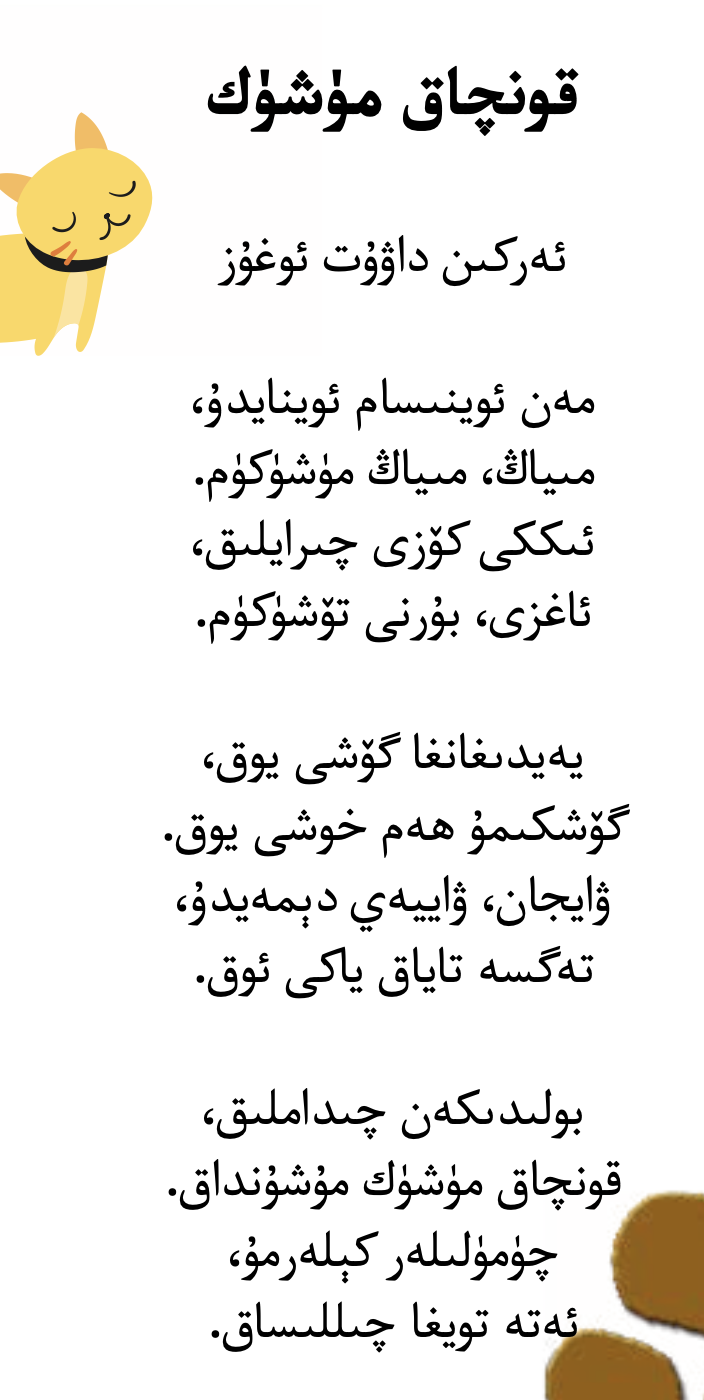 قونچاق مۈشۈك
ئەركىن داۋۇت ئوغۇز
مەن ئوينىسام ئوينايدۇ،
مىياڭ، مىياڭ مۈشۈكۈم.
ئىككى كۆزى چىرايلىق،
ئاغزى، بۇرنى تۆشۈكۈم.
يەيدىغانغا گۆشى يوق،
گۆشكىمۇ ھەم خوشى يوق.
ۋايجان، ۋاييەي دېمەيدۇ،
تەگسە تاياق ياكى ئوق.
بولىدىكەن چىداملىق،
قونچاق مۈشۈك مۇشۇنداق.
چۈمۈلىلەر كېلەرمۇ،
ئەتە تويغا چىللىساق.